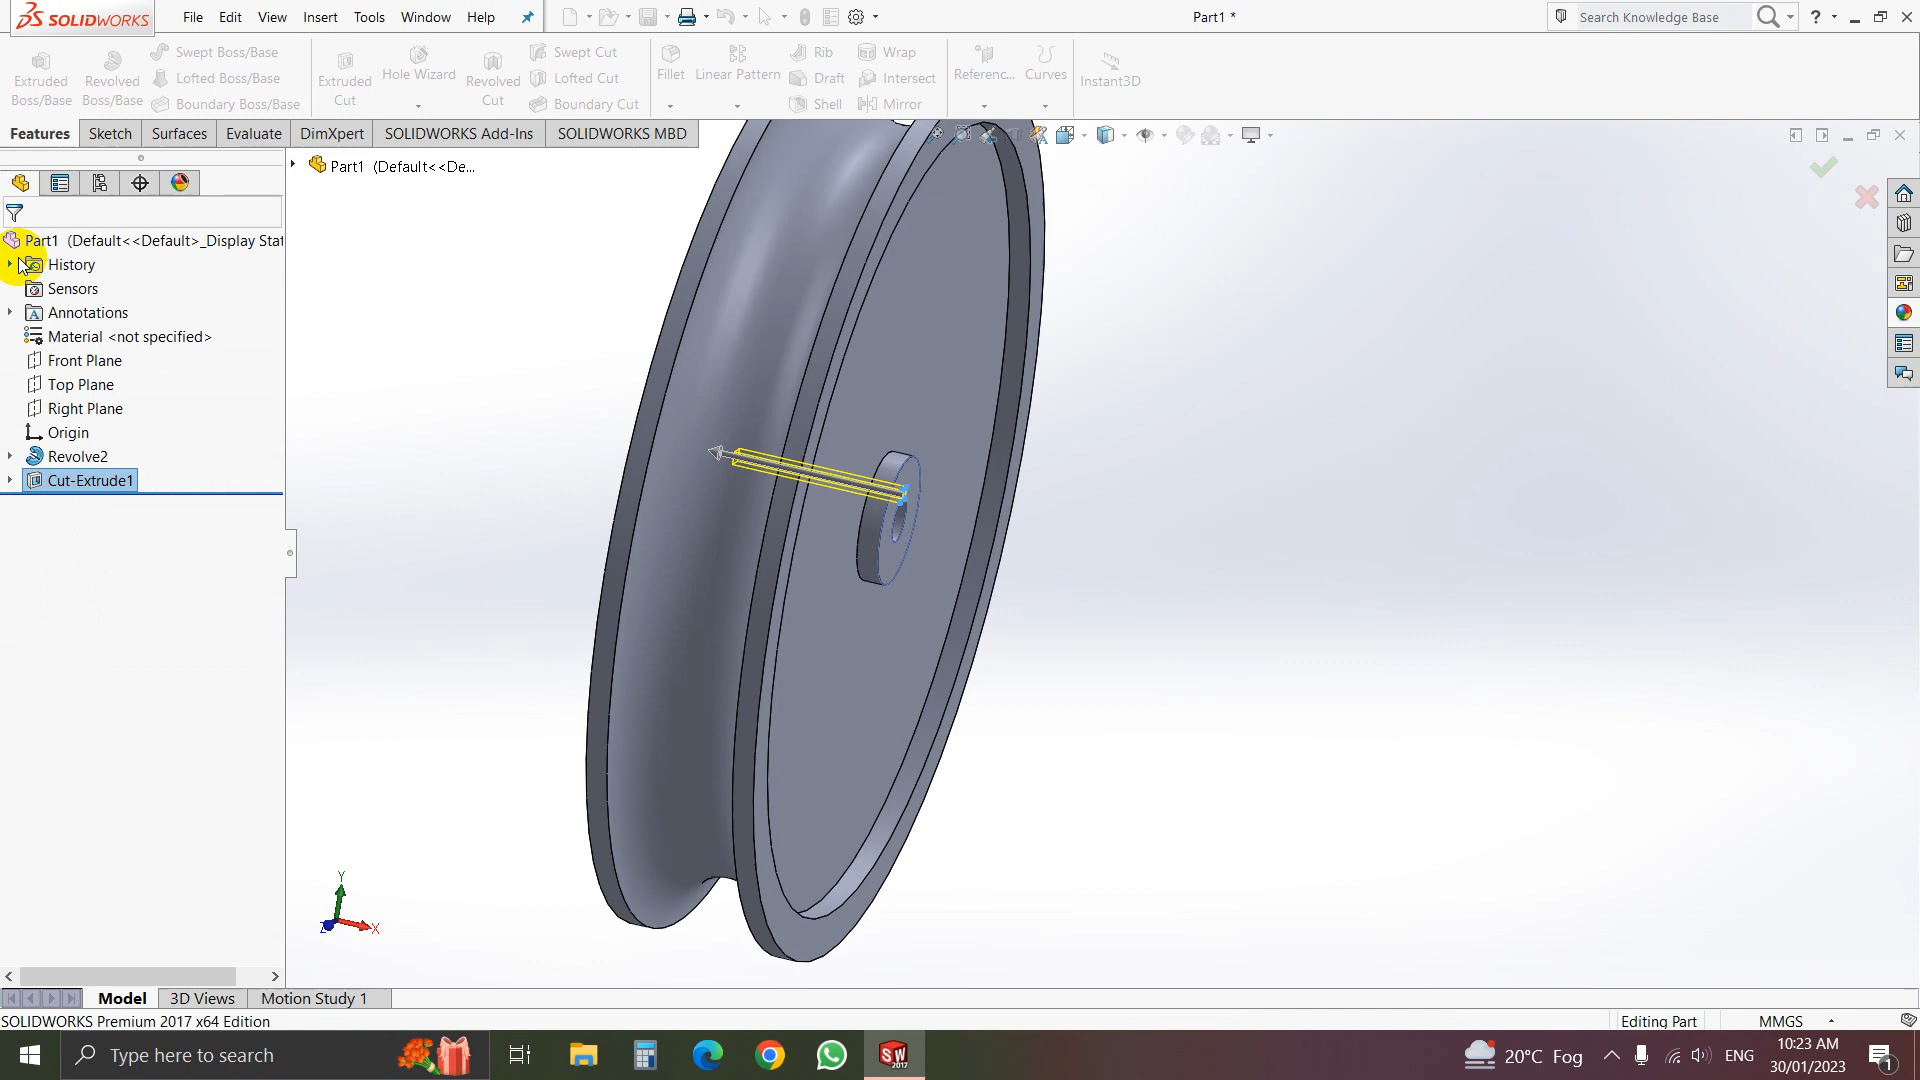 SOLIDWORKS
File Edit View Insert Tools Window Help
Part1 *
Search Knowledge Base
?
Extruded Boss/Base
Revolved Boss/Base
Swept Boss/Base
Lofted Boss/Base
Boundary Boss/Base
Extruded Cut
Hole Wizard
Revolved Cut
Swept Cut
Lofted Cut
Boundary Cut
Fillet
Linear Pattern
Rib
Draft
Shell
Wrap
Intersect
Mirror
Referenc...
Curves
Instant3D
Features Sketch Surfaces Evaluate DimXpert SOLIDWORKS Add-Ins SOLIDWORKS MBD
Part1 (Default<<De...
Part1 (Default<<Default>_Display Stat
History
Sensors
Annotations
Material <not specified>
Front Plane
Top Plane
Right Plane
Origin
Revolve2
Cut-Extrude1
Y
X
Z
Model 3D Views Motion Study 1
SOLIDWORKS Premium 2017 x64 Edition
Editing Part
MMGS
Type here to search
SW
2017
20°C Fog
ENG
10:23 AM
30/01/2023
1